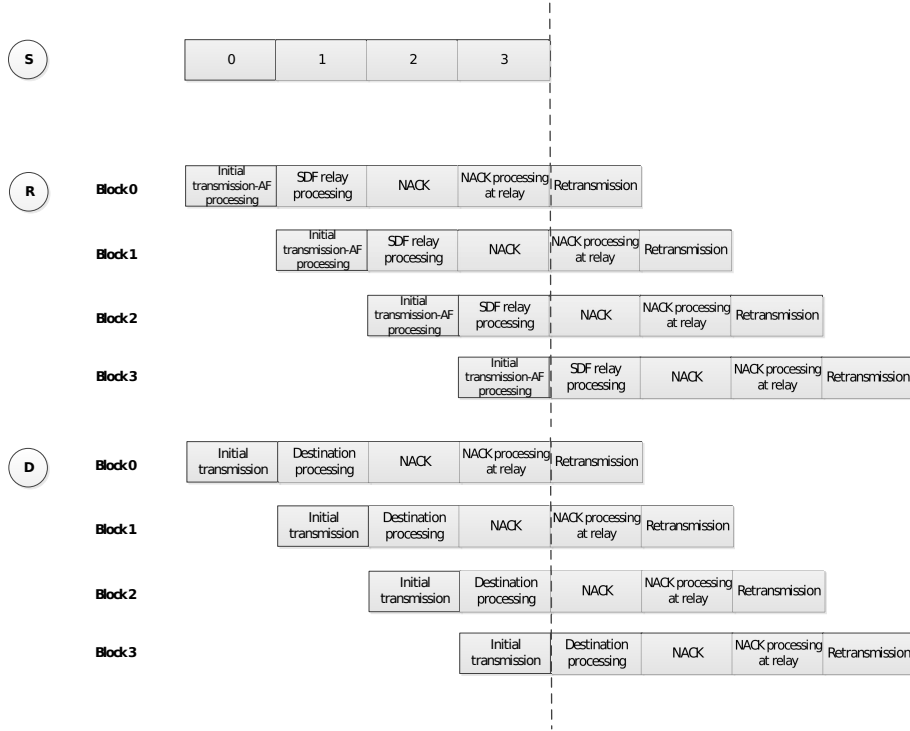 S
0 1 2 3
R
Block 0
Initial
transmission-AF
processing
SDF relay
processing
NACK
NACK processing
at relay
Retransmission
Block 1
Initial
transmission-AF
processing
SDF relay
processing
NACK
NACK processing
at relay
Retransmission
Block 2
Initial
transmission-AF
processing
SDF relay
processing
NACK
NACK processing
at relay
Retransmission
Block 3
Initial
transmission-AF
processing
SDF relay
processing
NACK
NACK processing
at relay
Retransmission
D
Block 0
Initial
transmission
Destination
processing
NACK
NACK processing
at relay
Retransmission
Block 1
Initial
transmission
Destination
processing
NACK
NACK processing
at relay
Retransmission
Block 2
Initial
transmission
Destination
processing
NACK
NACK processing
at relay
Retransmission
Block 3
Initial
transmission
Destination
processing
NACK
NACK processing
at relay
Retransmission